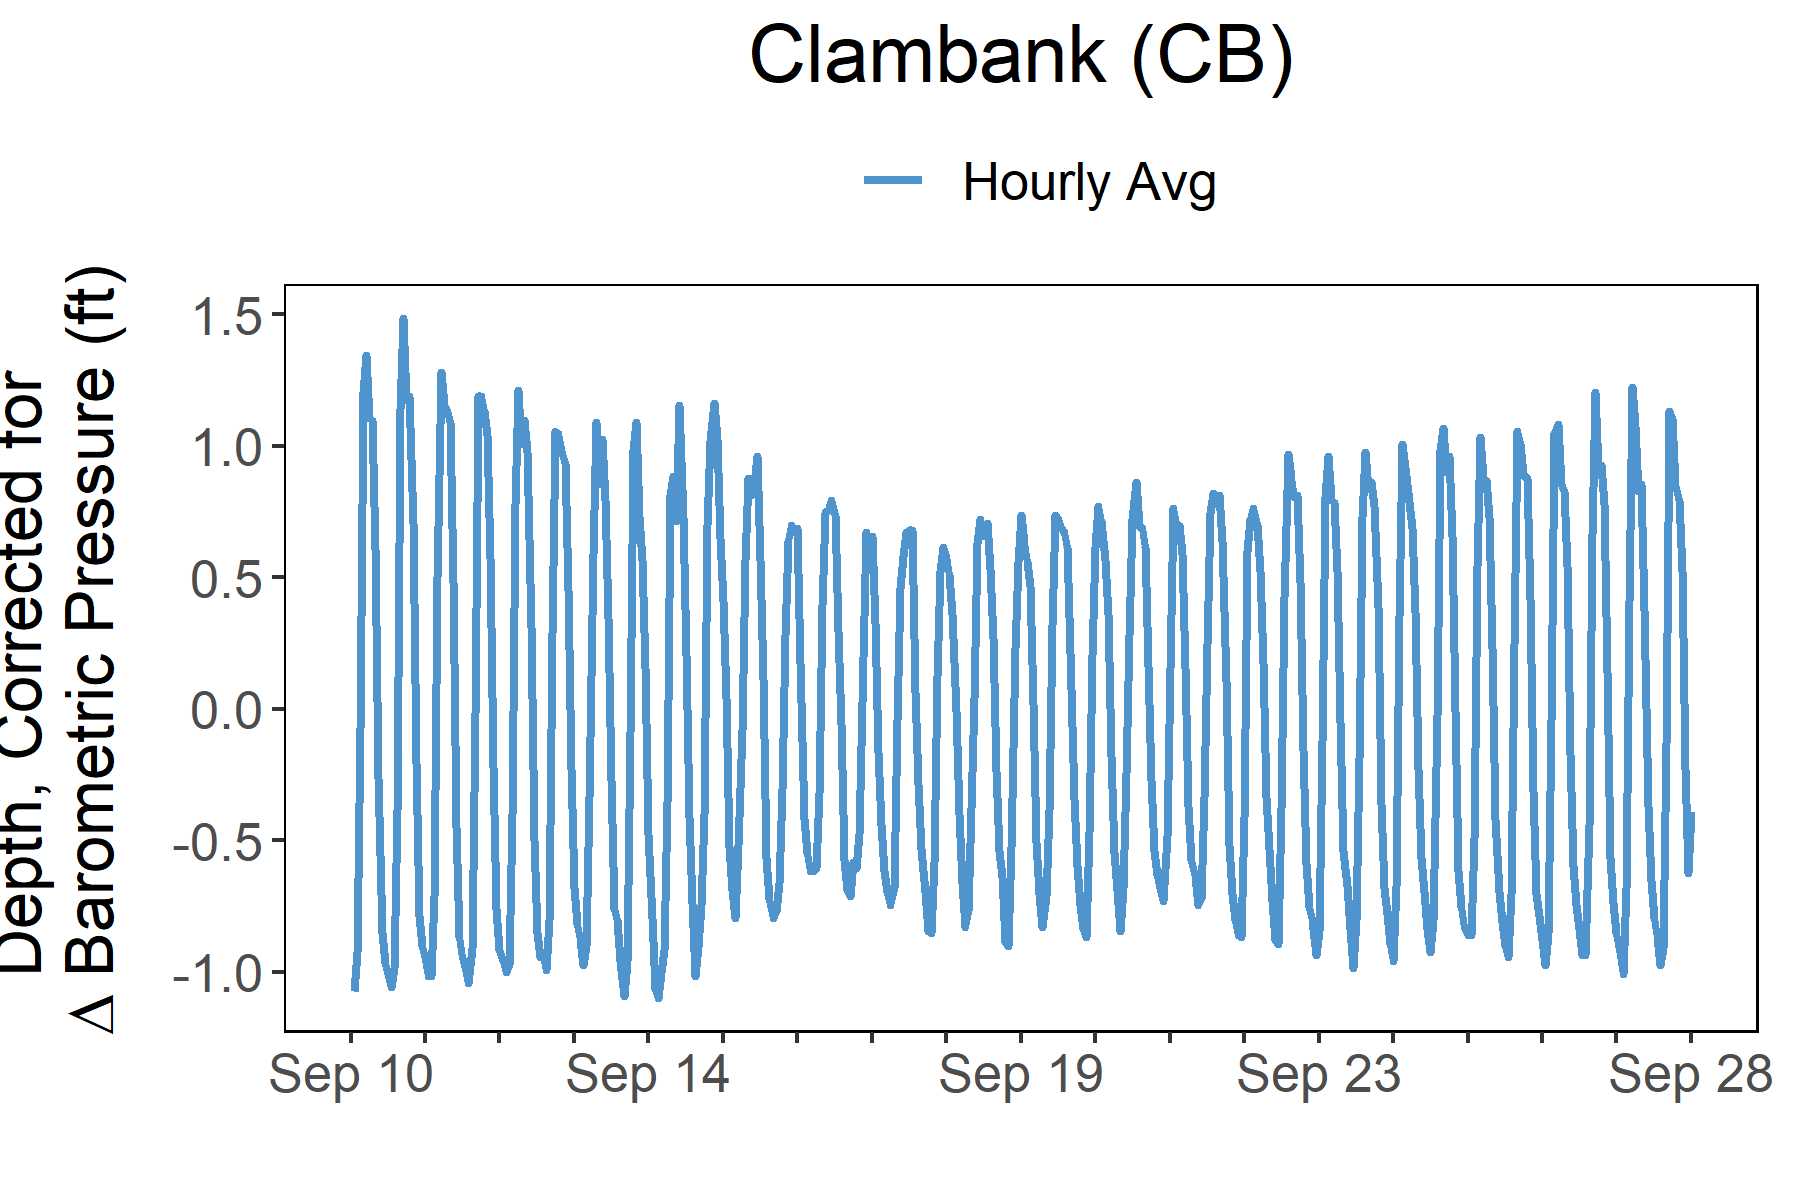 Clambank (CB)
Hourly Avg
Depth, Corrected for
Δ Barometric Pressure (ft)
1.5
1.0
0.5
0.0
-0.5
-1.0
Sep 10 Sep 14 Sep 19 Sep 23 Sep 28